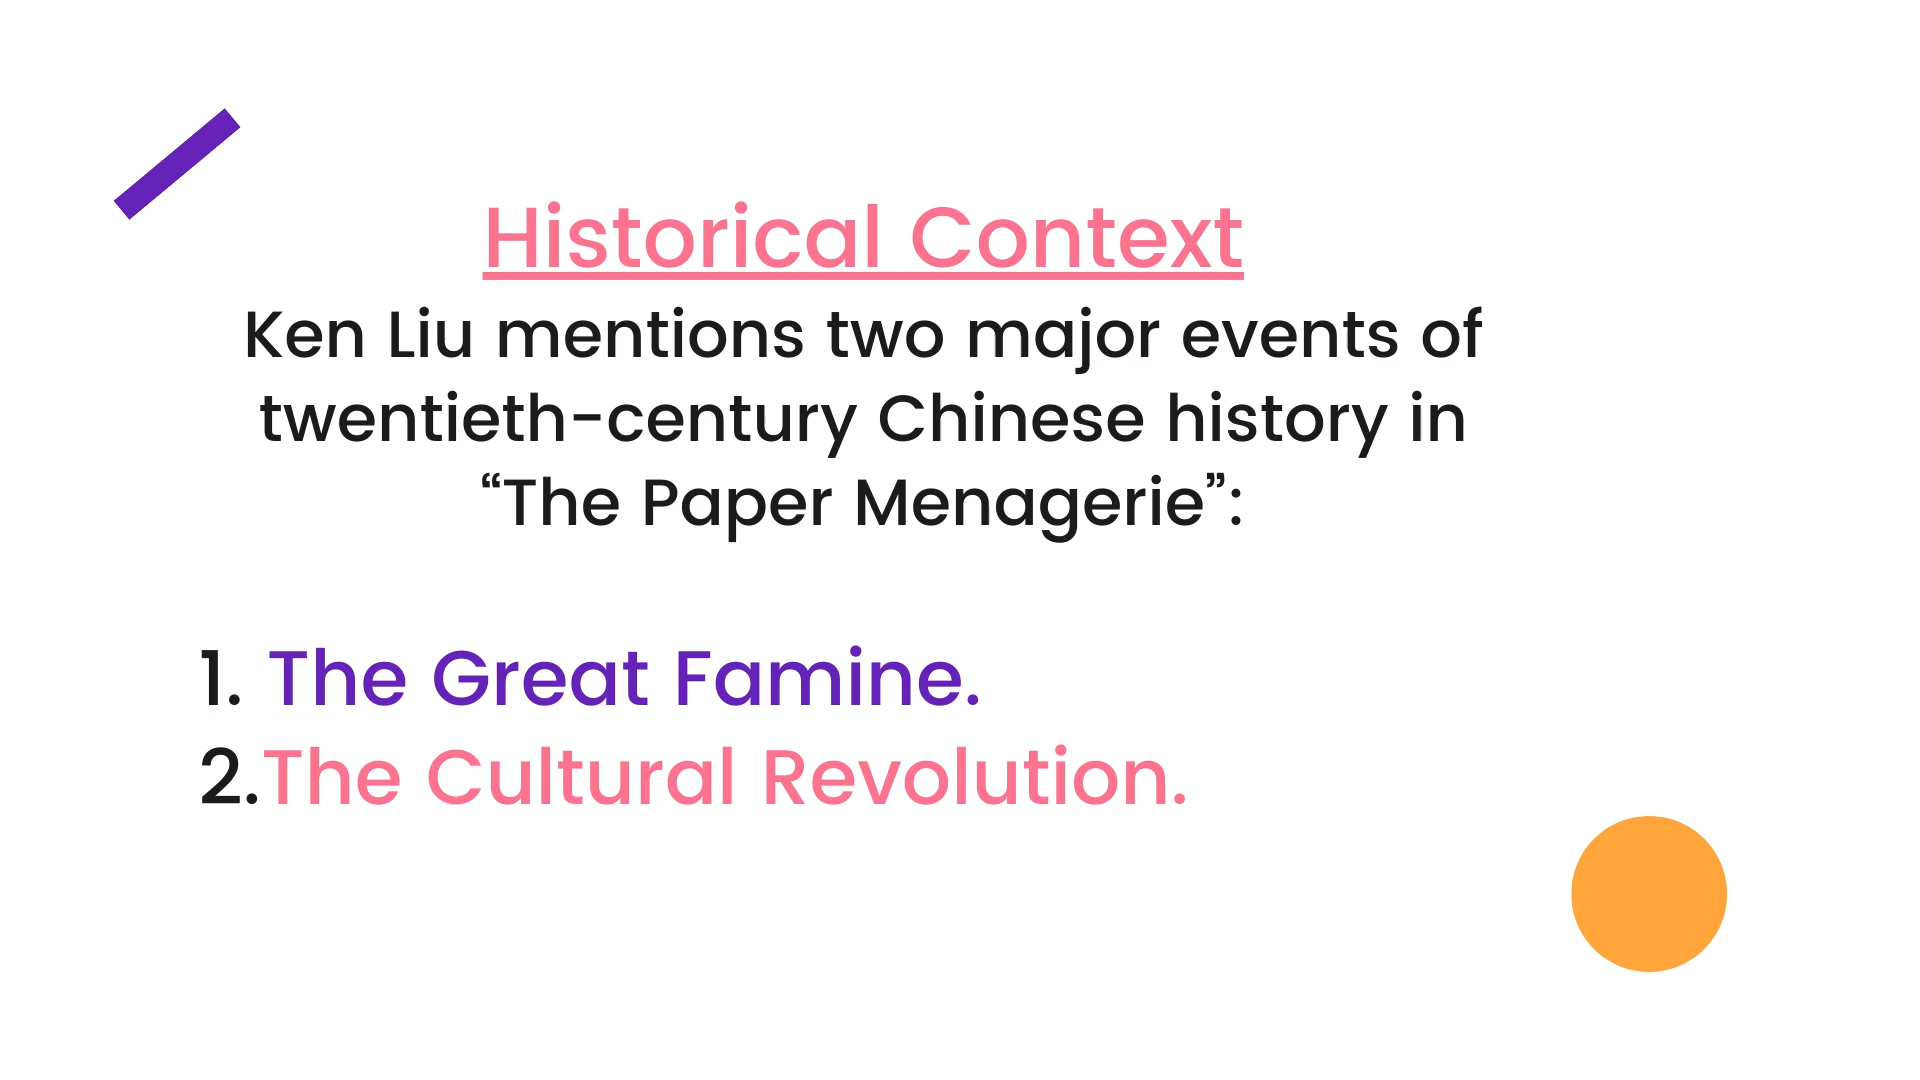 Historical Context
Ken Liu mentions two major events of
twentieth-century Chinese history in
“The Paper Menagerie”:
1. The Great Famine.
2.The Cultural Revolution.